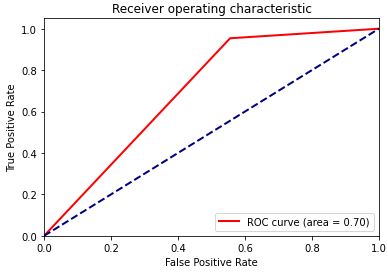 Receiver operating characteristic
True Positive Rate
1.0
0.8
0.6
0.4
0.2
0.0
ROC curve (area = 0.70)
0.0 0.2 0.4 0.6 0.8 1.0
False Positive Rate